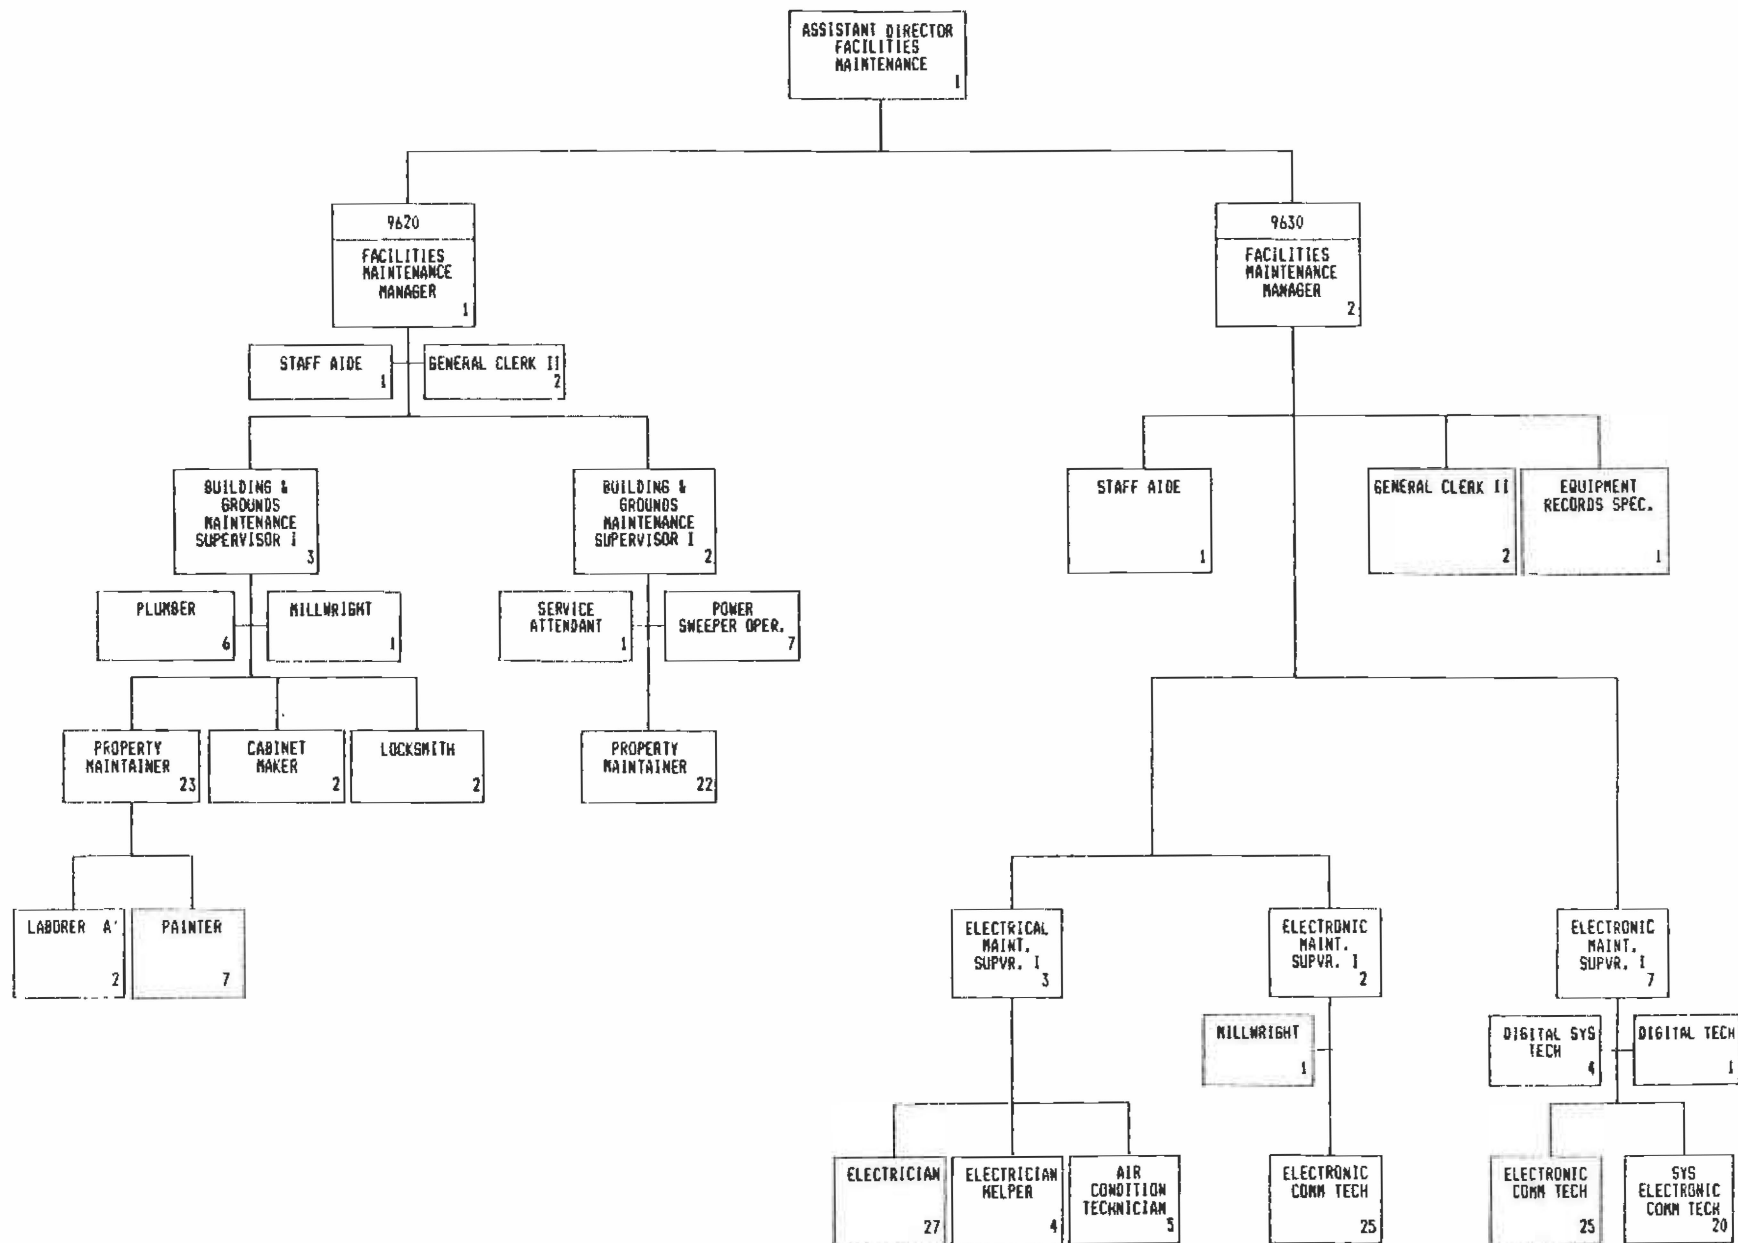 ASSISTANT DIRECTOR
FACILITIES
MAINTENANCE
1
9620
FACILITIES
MAINTENANCE
MANAGER
1
9630
FACILITIES
MAINTENANCE
MANAGER
2
STAFF AIDE
1
GENERAL CLERK II
2
BUILDING &
GROUNDS
MAINTENANCE
SUPERVISOR I
3
BUILDING &
GROUNDS
MAINTENANCE
SUPERVISOR I
2
STAFF AIDE
1
GENERAL CLERK II
2
EQUIPMENT
RECORDS SPEC.
1
PLUMBER
6
MILLWRIGHT
1
SERVICE
ATTENDANT
1
POWER
SWEEPER OPER.
7
PROPERTY
MAINTAINER
23
CABINET
MAKER
2
LOCKSMITH
2
PROPERTY
MAINTAINER
22
LABORER A'
2
PAINTER
7
ELECTRICAL
MAINT.
SUPVR. I
3
ELECTRONIC
MAINT.
SUPVR. I
2
ELECTRONIC
MAINT.
SUPVR. I
7
MILLWRIGHT
1
DIGITAL SYS
TECH
4
DIGITAL TECH
1
ELECTRICIAN
27
ELECTRICIAN
HELPER
4
AIR
CONDITION
TECHNICIAN
5
ELECTRONIC
COMM TECH
25
ELECTRONIC
COMM TECH
25
SYS
ELECTRONIC
COMM TECH
20